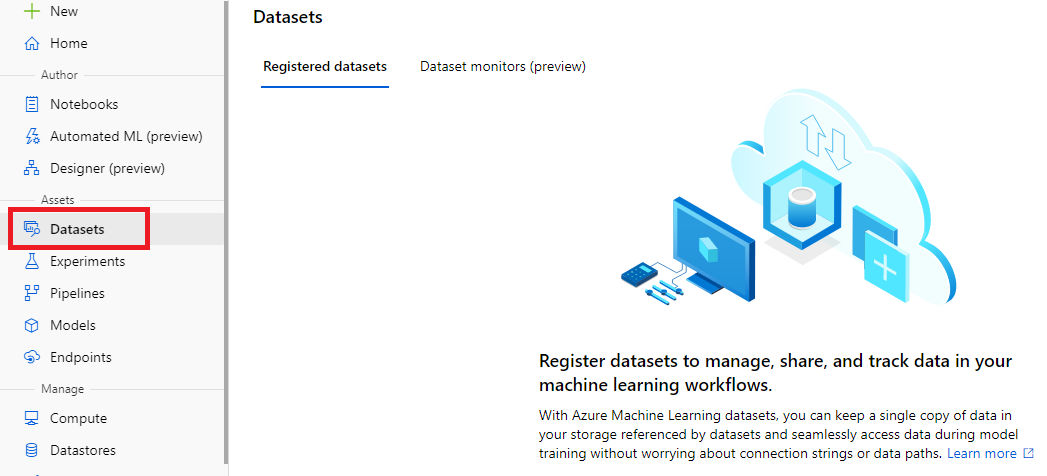 New
Home
Author
Notebooks
Automated ML (preview)
Designer (preview)
Assets
Datasets
Experiments
Pipelines
Models
Endpoints
Manage
Compute
Datastores
Datasets
Registered datasets Dataset monitors (preview)
Register datasets to manage, share, and track data in your
machine learning workflows.
With Azure Machine Learning datasets, you can keep a single copy of data in
your storage referenced by datasets and seamlessly access data during model
training without worrying about connection strings or data paths. Learn more